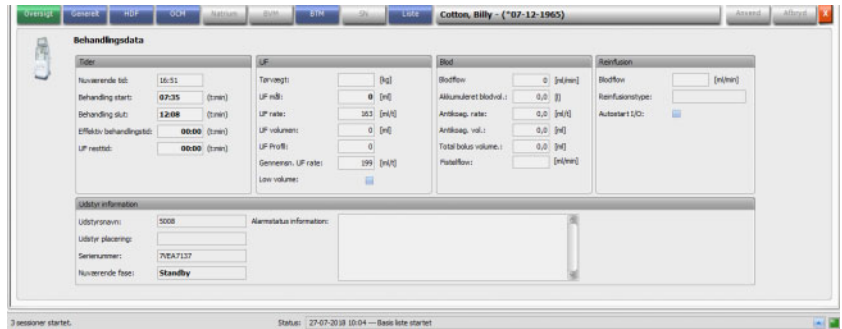 Oversigt Generelt HDF OCM Natrium BVM BTM SN Liste Cotton, Billy - (*07-12-1965) Anvend Afbryd X
Behandlingsdata
Tider
Nuværende tid: 16:51
Behandling start: 07:35 (t:min)
Behandling slut: 12:08 (t:min)
Effektiv behandlingstid: 00:00 (t:min)
UF resttid: 00:00 (t:min)
UF
Tørvægt: [kg]
UF mål: 0 [ml]
UF rate: 163 [ml/t]
UF volumen: 0 [ml]
UF Profil: 0
Gennemsn. UF rate: 199 [ml/t]
Low volume:
Blod
Blodflow 0 [ml/min]
Akkumuleret blodvol.: 0,0 [l]
Antikoag. rate: 0,0 [ml/t]
Antikoag. vol.: 0,0 [ml]
Total bolus volume.: 0,0 [ml]
Fistelflow: [ml/min]
Reinfusion
Blodflow [ml/min]
Reinfusionstype:
Autostart I/O:
Udstyr information
Udstyrsnavn: 5008
Udstyr placering:
Serienummer: 7VEA7137
Nuværende fase: Standby
Alarmstatus information:
3 sessioner startet. Status: 27-07-2018 10:04 --- Basis liste startet